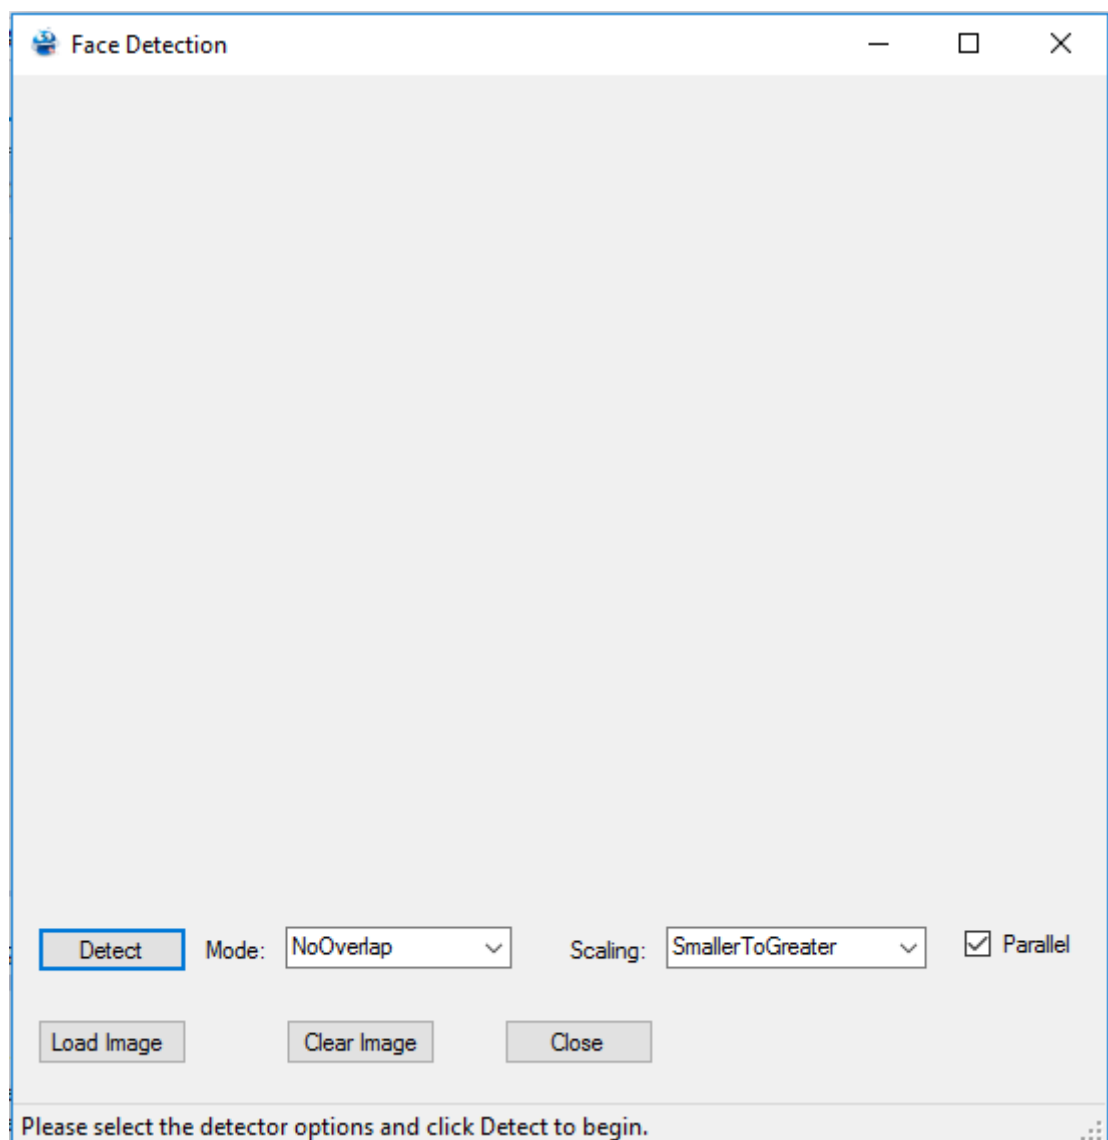 Face Detection
Detect Mode: NoOverlap Scaling: SmallerToGreater Parallel
Load Image Clear Image Close
Please select the detector options and click Detect to begin.